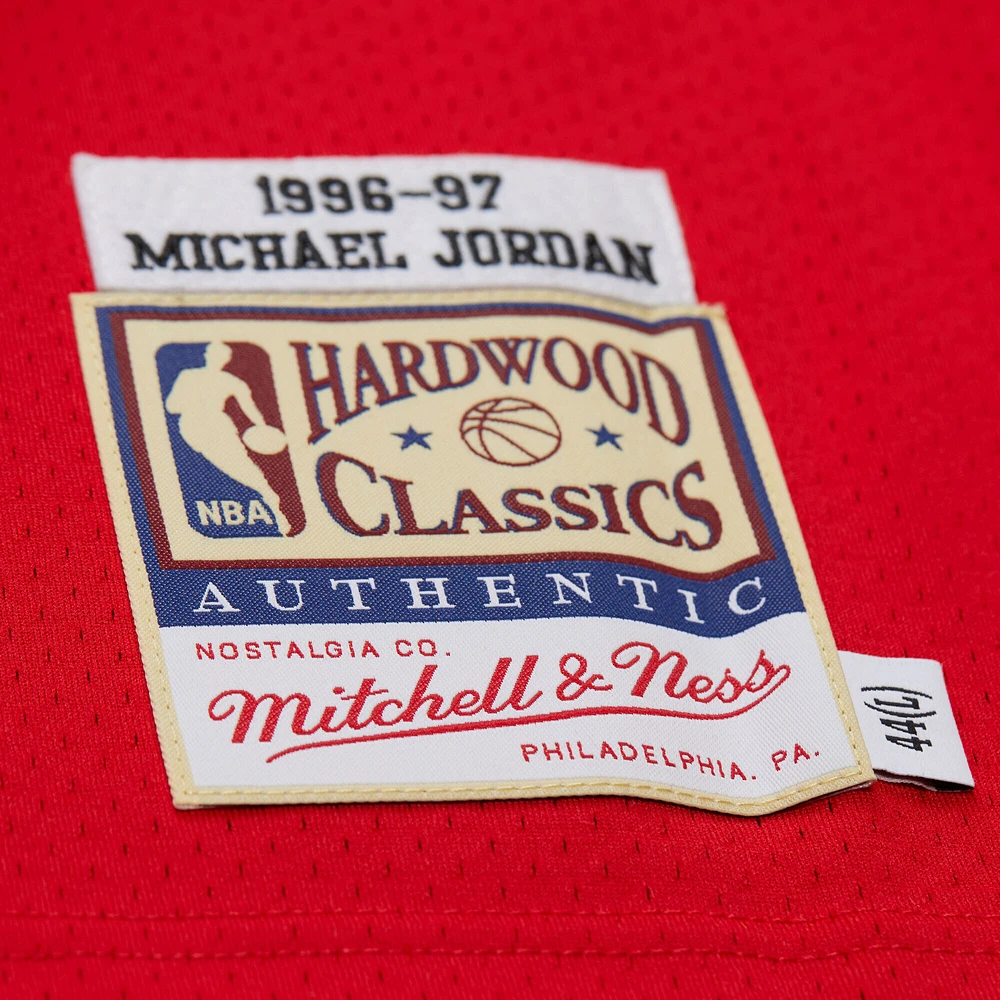 1996-97
MICHAEL JORDAN
HARDWOOD
CLASSICS
NBA
AUTHENTIC
NOSTALGIA CO.
Mitchell & Ness
PHILADELPHIA. PA.
44(L)